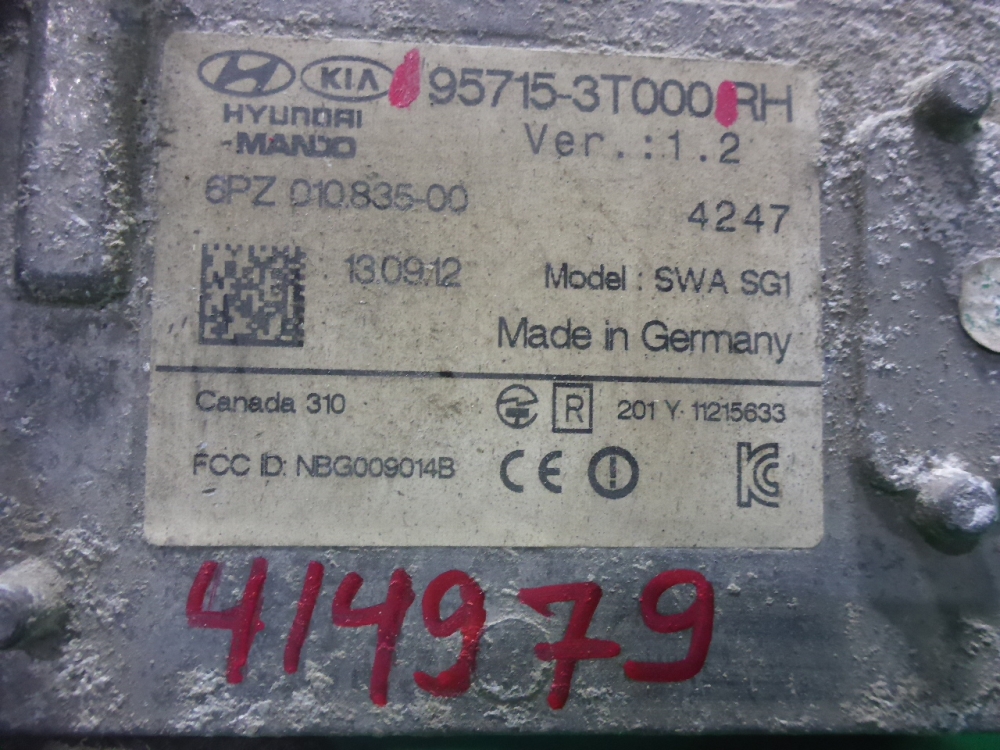 KIA 95715-3T000 RH
HYUNDAI
Ver.:1.2
-MANDO
6PZ 010.835-00
4247
13.09.12
Model : SWA SG1
Made in Germany
Canada 310
R 201 Y- 11215633
FCC ID: NBG009014B
CE
414979